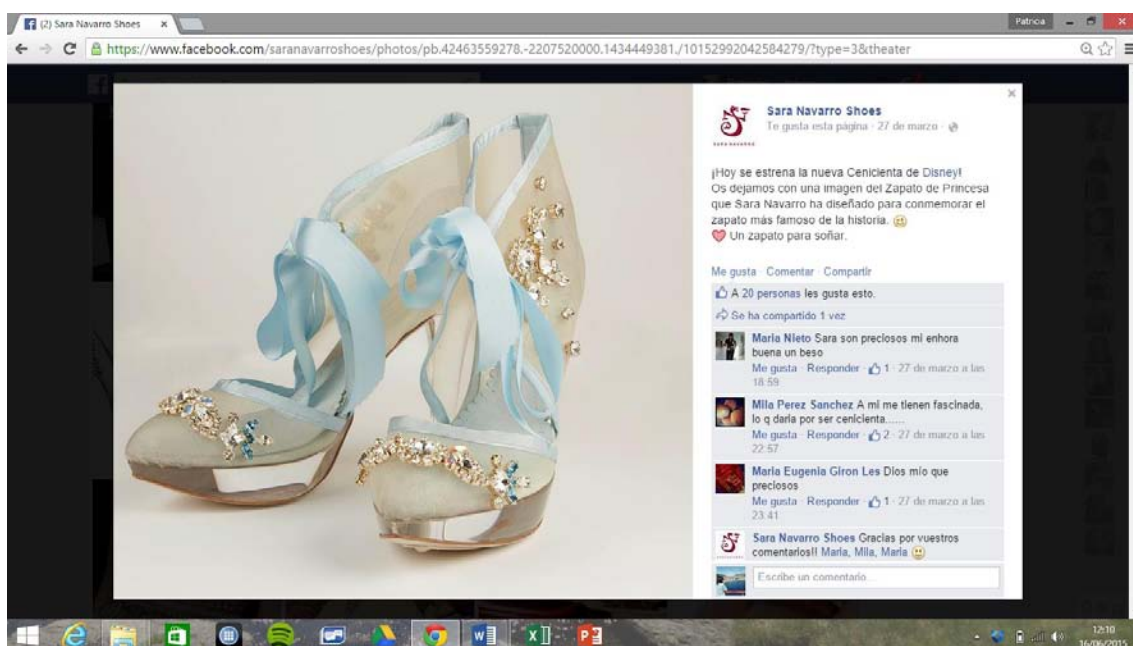 (2) Sara Navarro Shoes
Patricia
https://www.facebook.com/saranavarroshoes/photos/pb.42463559278.-2207520000.1434449381./10152992042584279/?type=3&theater
Sara Navarro Shoes
Te gusta esta página · 27 de marzo ·
SARA NAVARRO
¡Hoy se estrena la nueva Cenicienta de Disney!
Os dejamos con una imagen del Zapato de Princesa
que Sara Navarro ha diseñado para conmemorar el
zapato más famoso de la historia.
Un zapato para soñar.
Me gusta · Comentar · Compartir
A 20 personas les gusta esto.
Se ha compartido 1 vez
Maria Nieto Sara son preciosos mi enhora
buena un beso
Me gusta · Responder · 1 · 27 de marzo a las
18:59
Mila Perez Sanchez A mi me tienen fascinada,
lo q daria por ser cenicienta......
Me gusta · Responder · 2 · 27 de marzo a las
22:57
Maria Eugenia Giron Les Dios mio que
preciosos
Me gusta · Responder · 1 · 27 de marzo a las
23:41
Sara Navarro Shoes Gracias por vuestros
comentarios!! Maria, Mila, Maria
Escribe un comentario...
12:10
16/06/2015